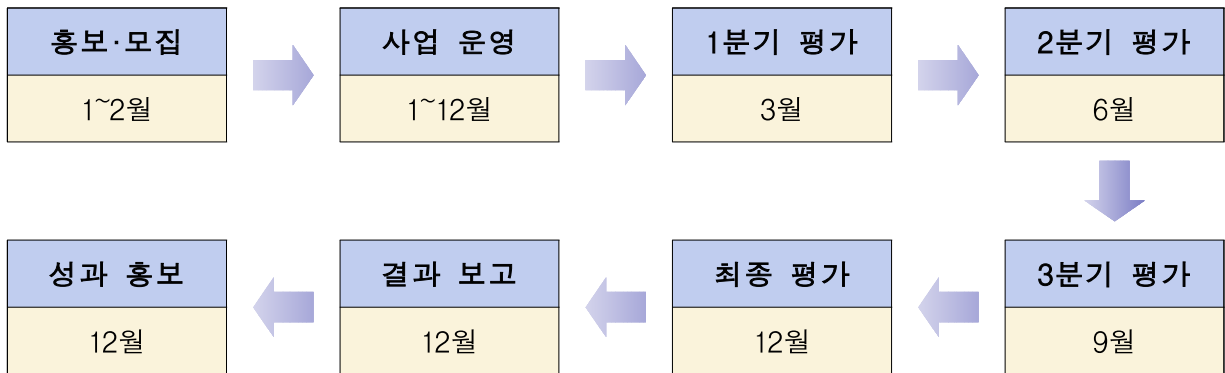 홍보·모집
1~2월
사업 운영
1~12월
1분기 평가
3월
2분기 평가
6월
3분기 평가
9월
최종 평가
12월
결과 보고
12월
성과 홍보
12월